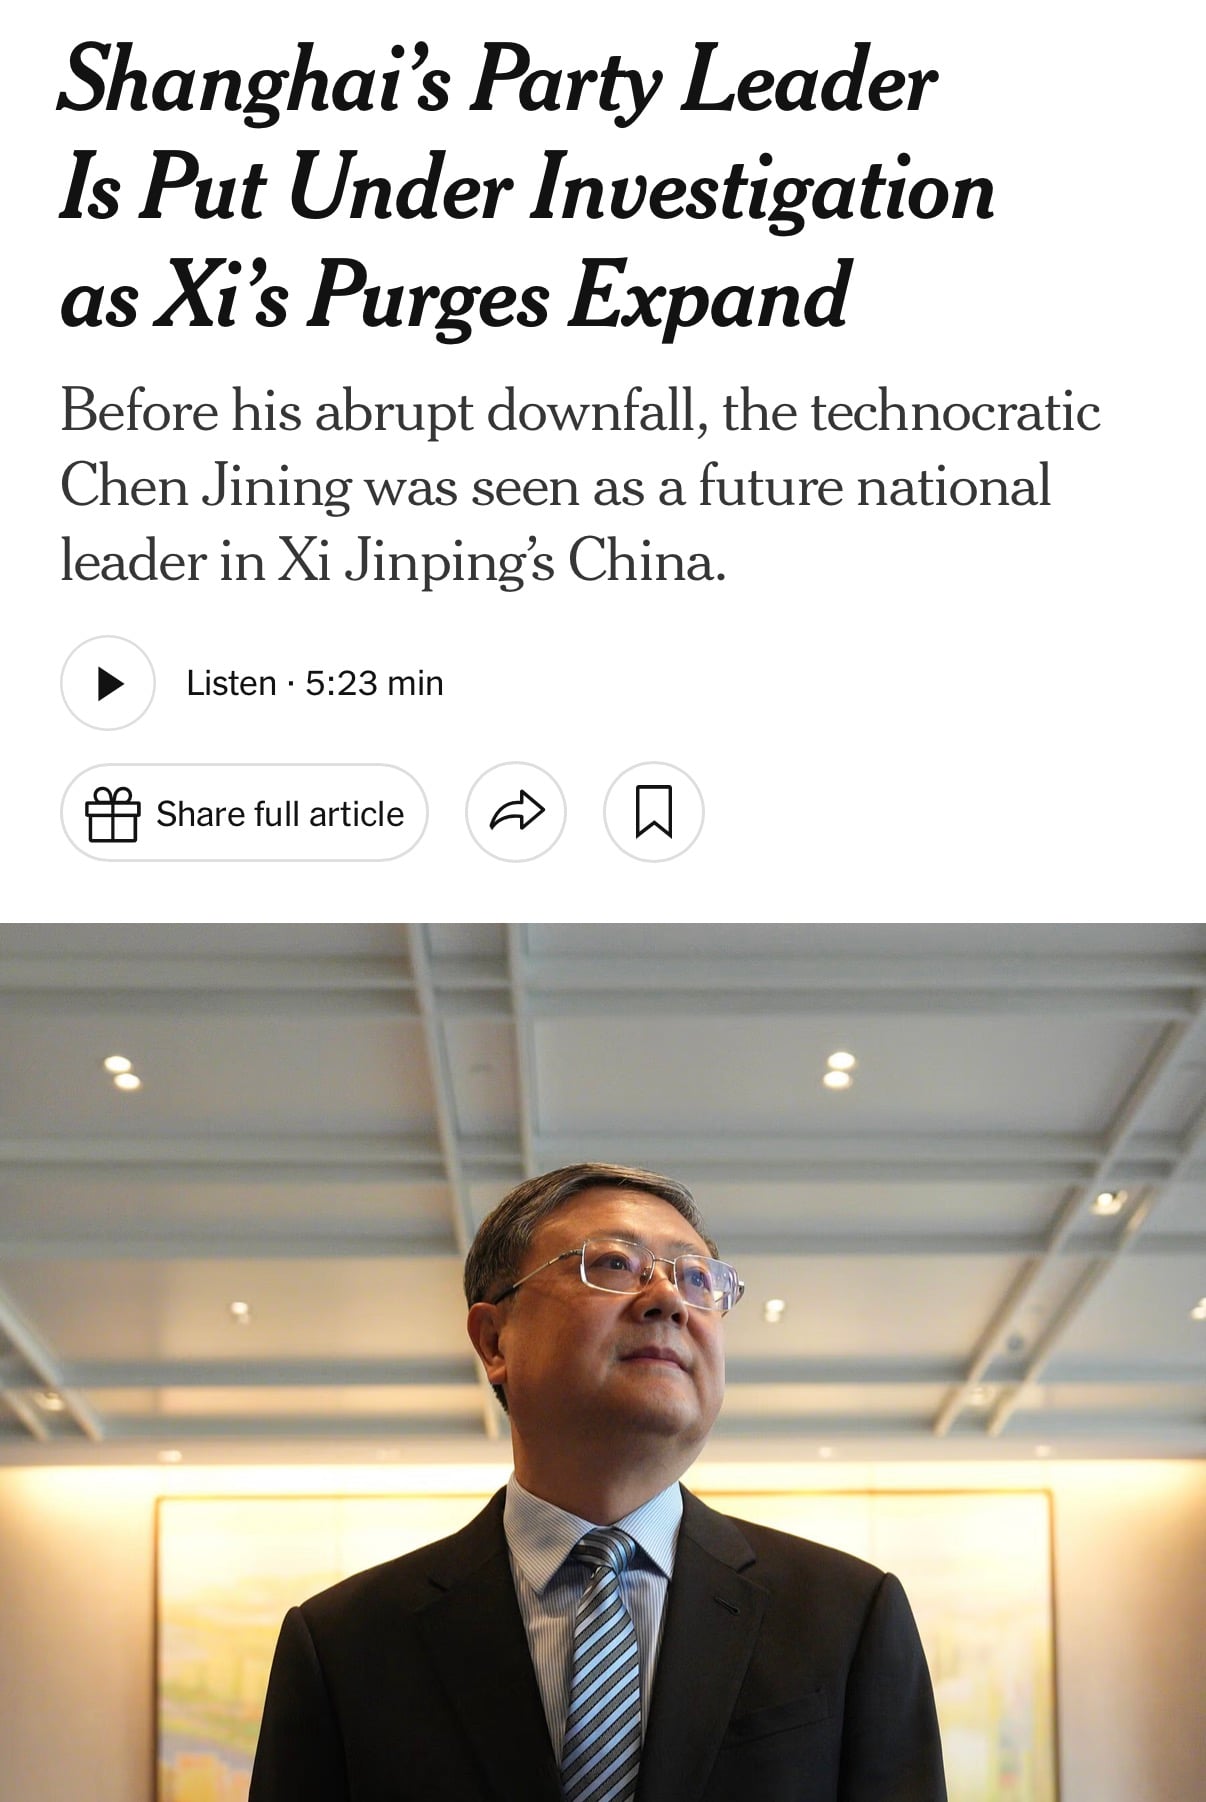 Shanghai’s Party Leader
Is Put Under Investigation
as Xi’s Purges Expand
Before his abrupt downfall, the technocratic
Chen Jining was seen as a future national
leader in Xi Jinping’s China.
Listen · 5:23 min
Share full article